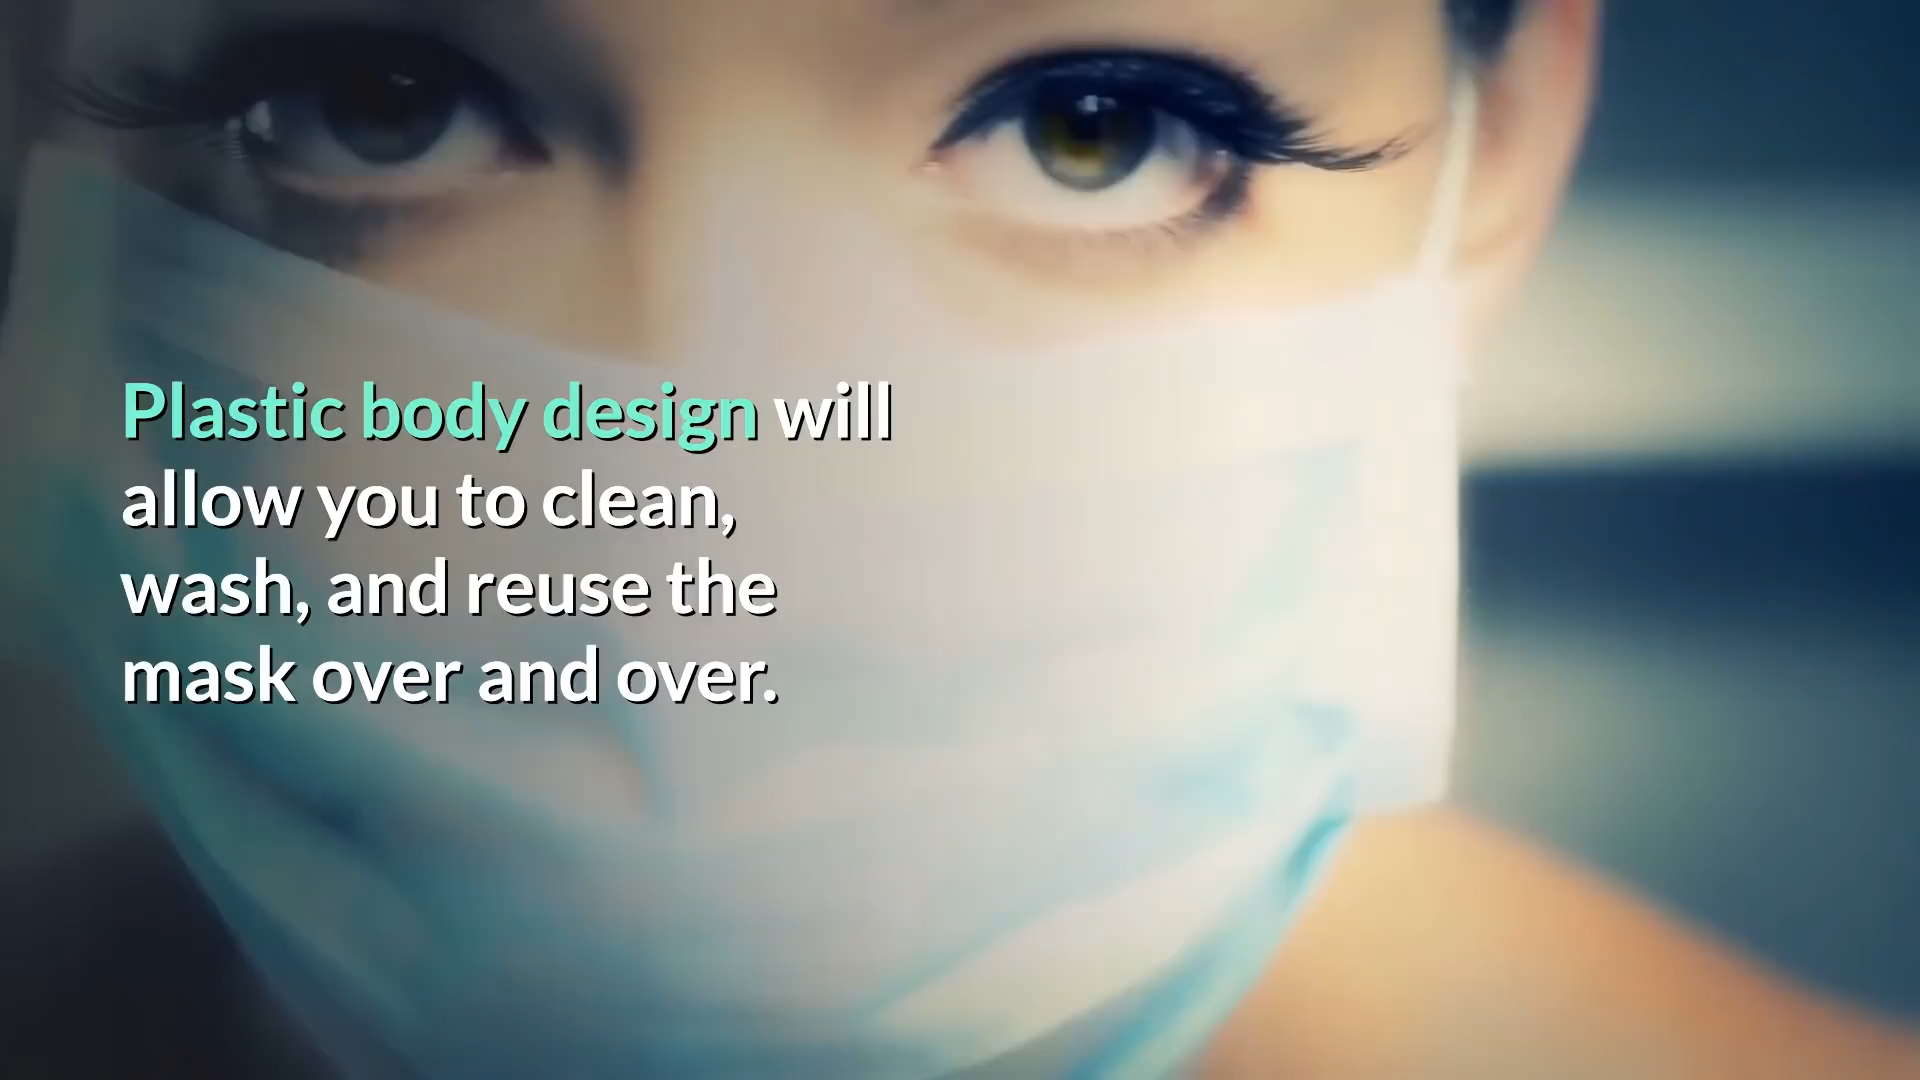 Plastic body design will
allow you to clean,
wash, and reuse the
mask over and over.